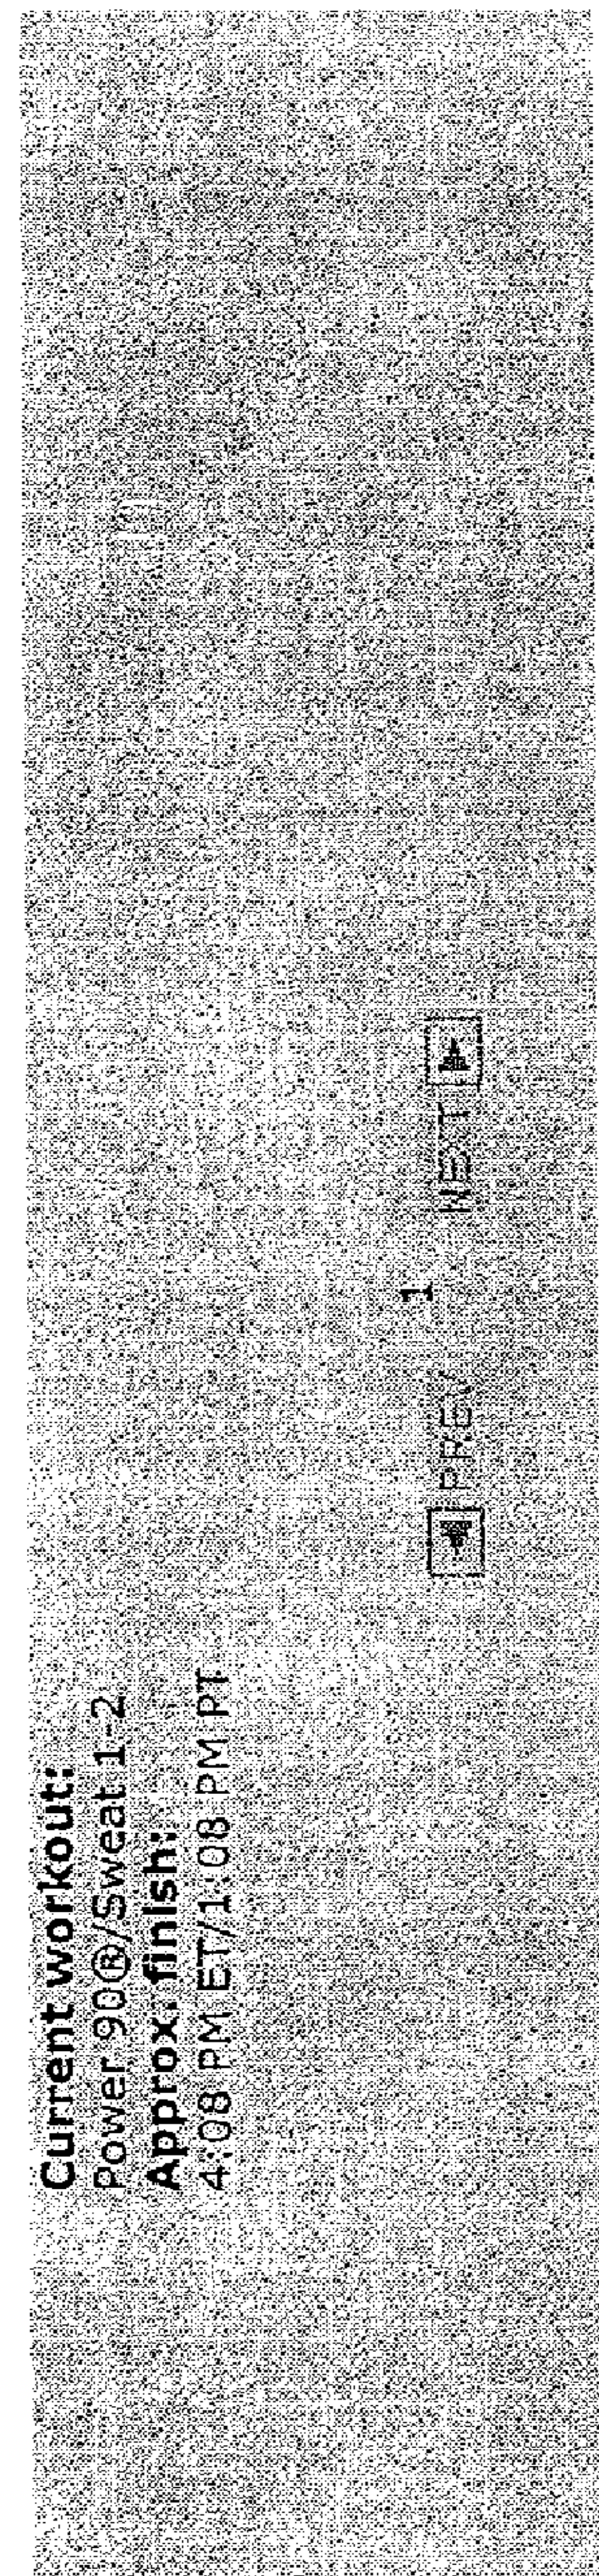 Current workout:
Power 90®/Sweat 1-2
Approx. finish:
4:08 PM ET/1:08 PM PT
PREV 1 NEXT